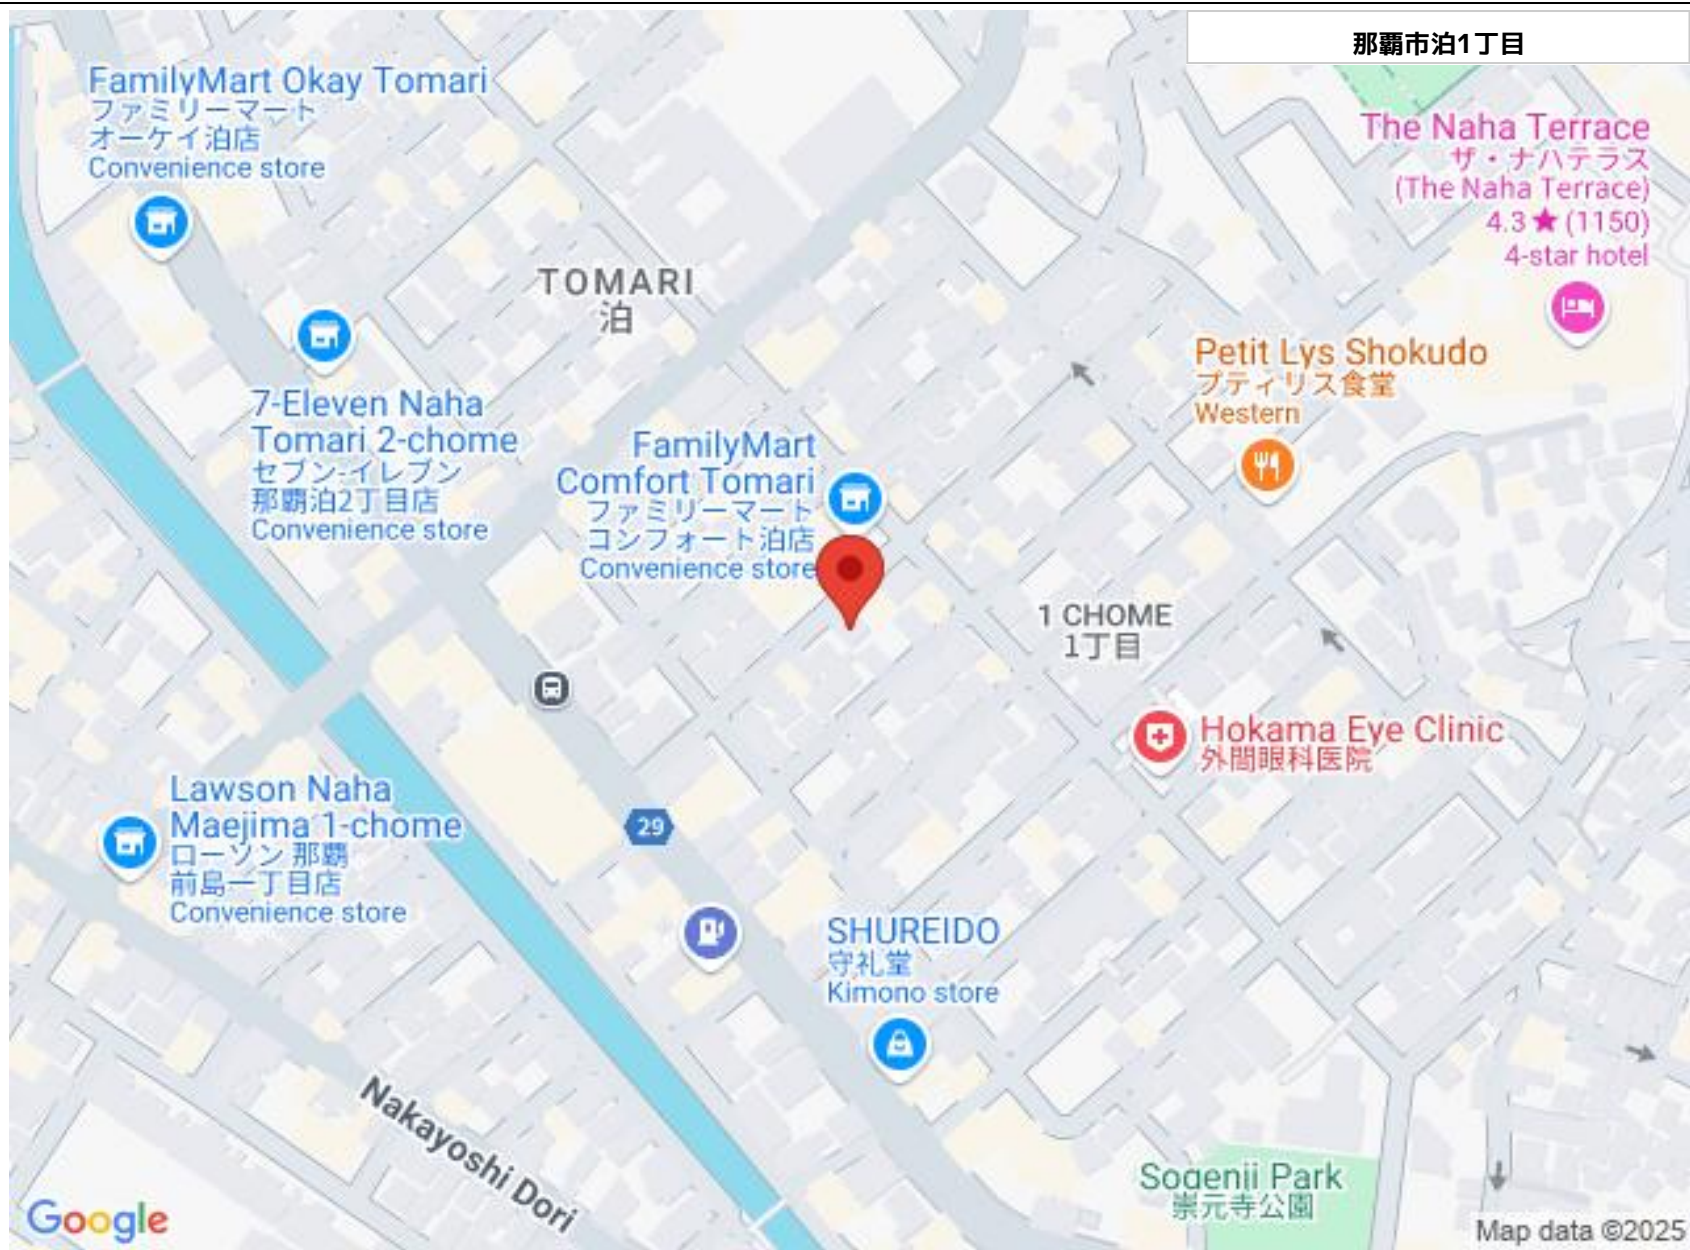 那覇市泊1丁目
FamilyMart Okay Tomari
ファミリーマート
オーケイ泊店
Convenience store
The Naha Terrace
ザ・ナハテラス
(The Naha Terrace)
4.3★(1150)
4-star hotel
TOMARI
泊
7-Eleven Naha
Tomari 2-chome
セブン-イレブン
那覇泊2丁目店
Convenience store
Petit Lys Shokudo
プティリス食堂
Western
FamilyMart
Comfort Tomari
ファミリーマート
コンフォート泊店
Convenience store
1 CHOME
1丁目
Hokama Eye Clinic
外間眼科医院
Lawson Naha
Maejima 1-chome
ローソン 那覇
前島一丁目店
Convenience store
29
SHUREIDO
守礼堂
Kimono store
Nakayoshi Dori
Sogenji Park
崇元寺公園
Google
Map data ©2025